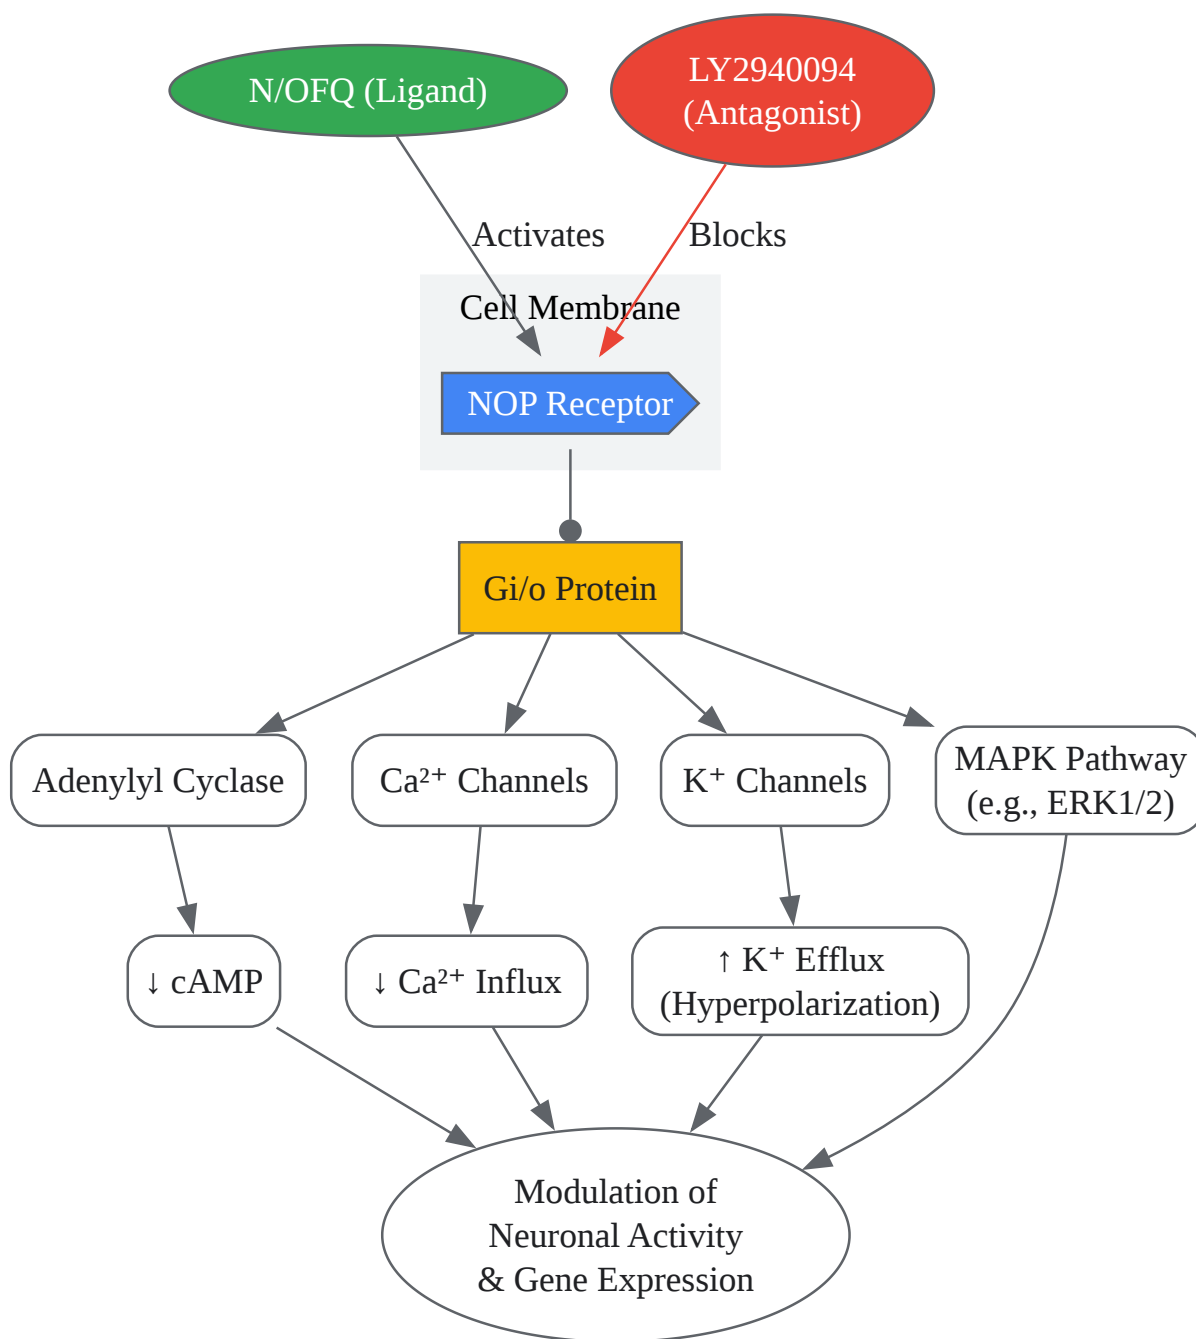 N/OFQ (Ligand)
LY2940094
(Antagonist)
Activates
Blocks
Cell Membrane
NOP Receptor
Gi/o Protein
Adenylyl Cyclase
Ca²⁺ Channels
K⁺ Channels
MAPK Pathway
(e.g., ERK1/2)
↓ cAMP
↓ Ca²⁺ Influx
↑ K⁺ Efflux
(Hyperpolarization)
Modulation of
Neuronal Activity
& Gene Expression